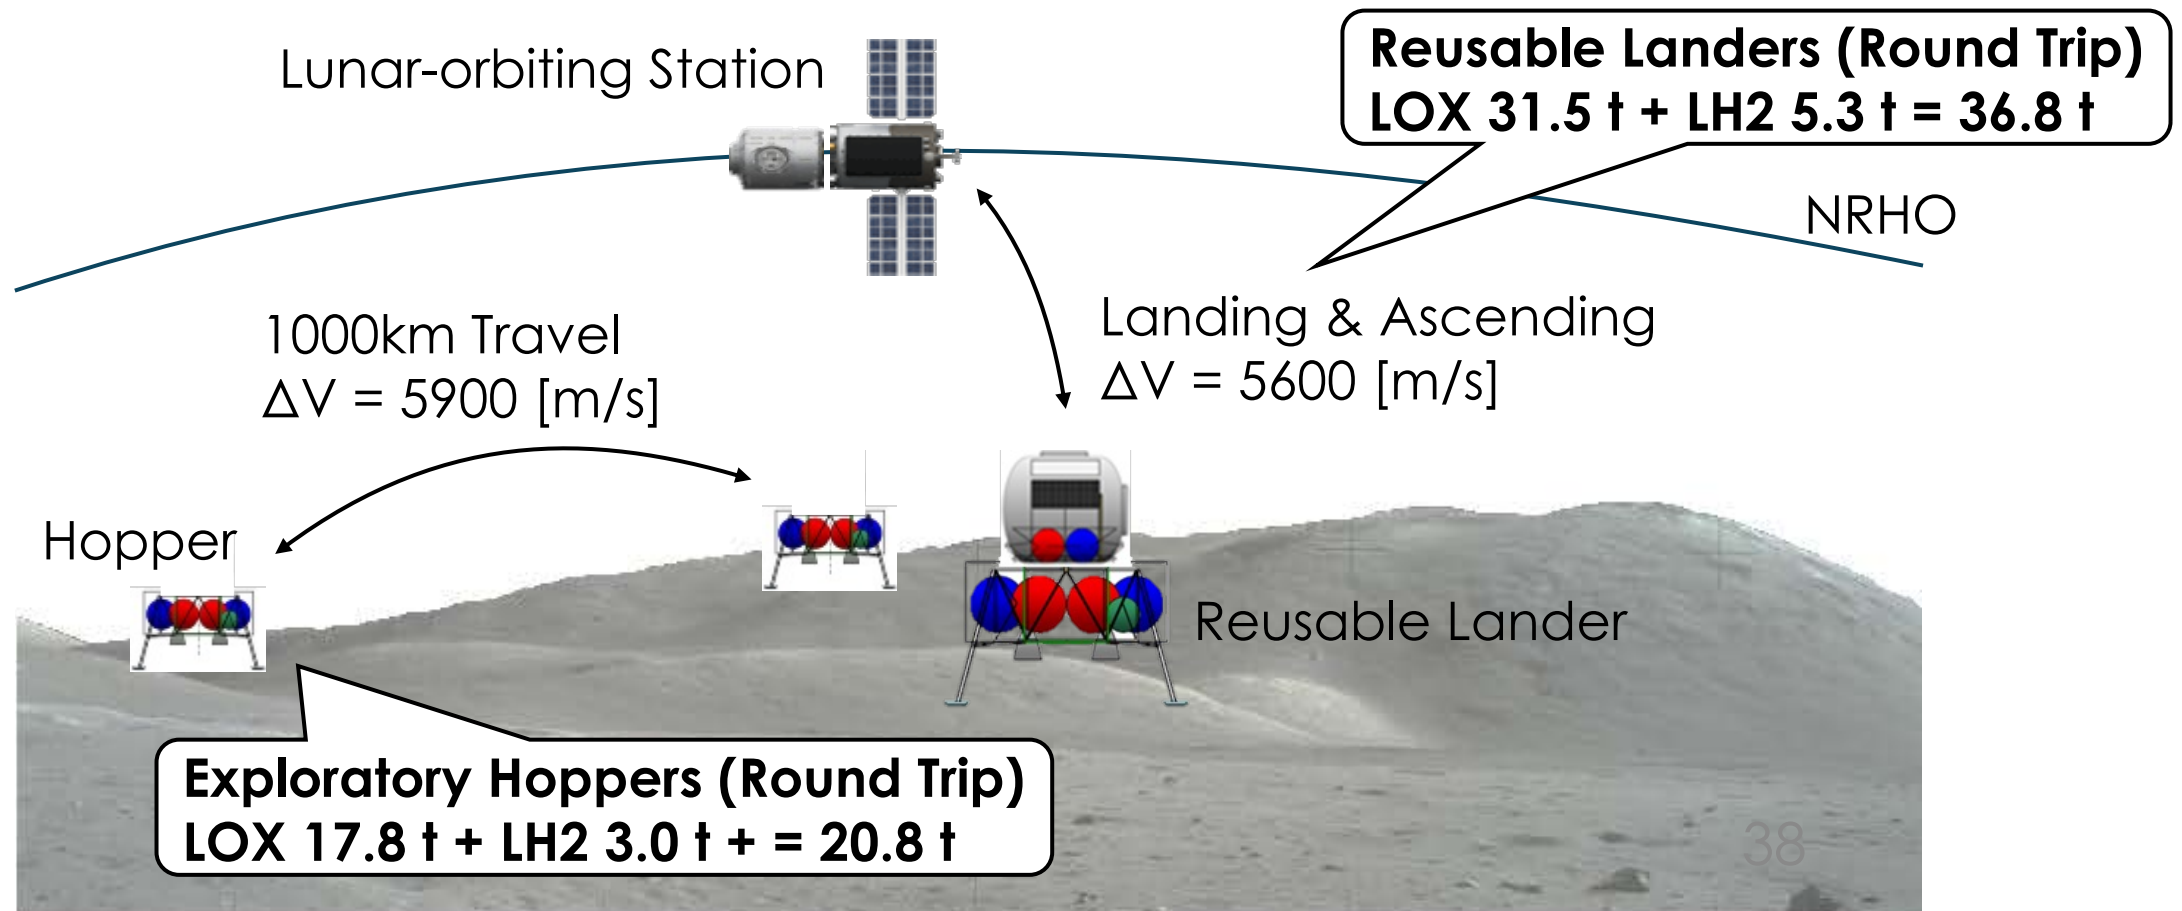 Lunar-orbiting Station
Reusable Landers (Round Trip)
LOX 31.5 t + LH2 5.3 t = 36.8 t
NRHO
1000km Travel
ΔV = 5900 [m/s]
Landing & Ascending
ΔV = 5600 [m/s]
Hopper
Reusable Lander
Exploratory Hoppers (Round Trip)
LOX 17.8 t + LH2 3.0 t + = 20.8 t
38